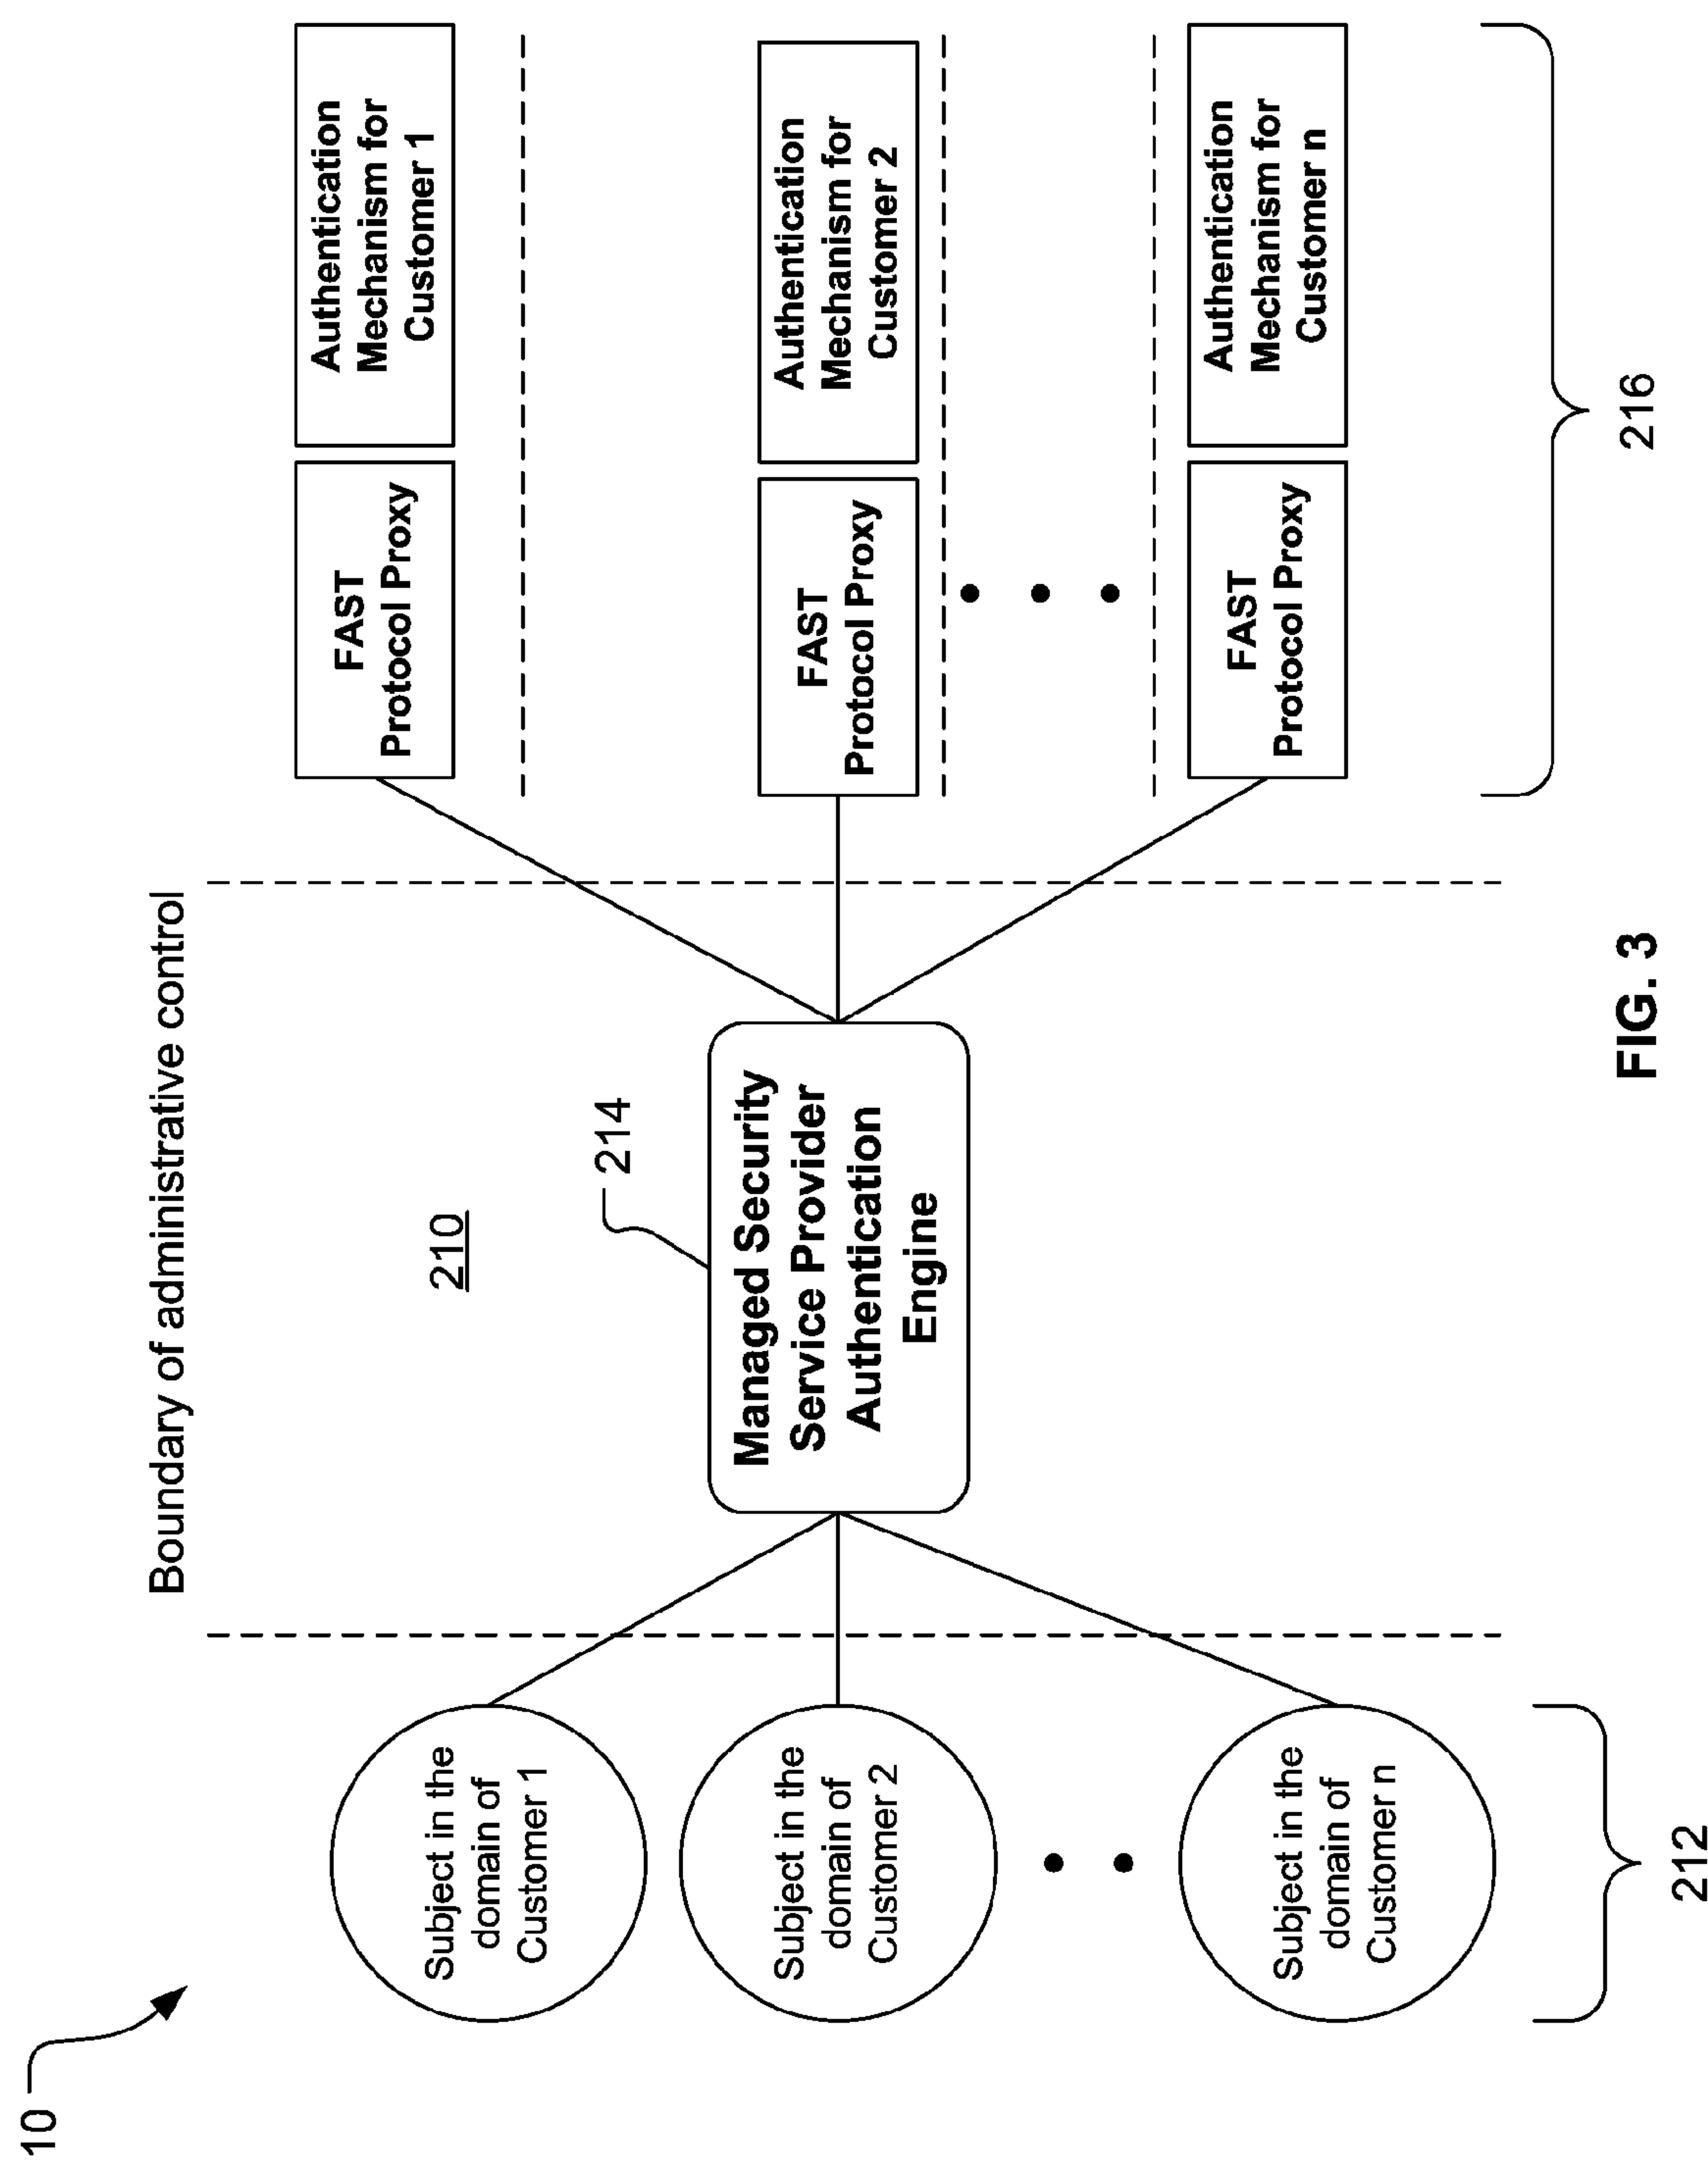 10
Boundary of administrative control
210
Subject in the
domain of
Customer 1
Subject in the
domain of
Customer 2
Subject in the
domain of
Customer n
212
214
Managed Security
Service Provider
Authentication
Engine
FAST
Protocol Proxy
Authentication
Mechanism for
Customer 1
FAST
Protocol Proxy
Authentication
Mechanism for
Customer 2
FAST
Protocol Proxy
Authentication
Mechanism for
Customer n
216
FIG. 3